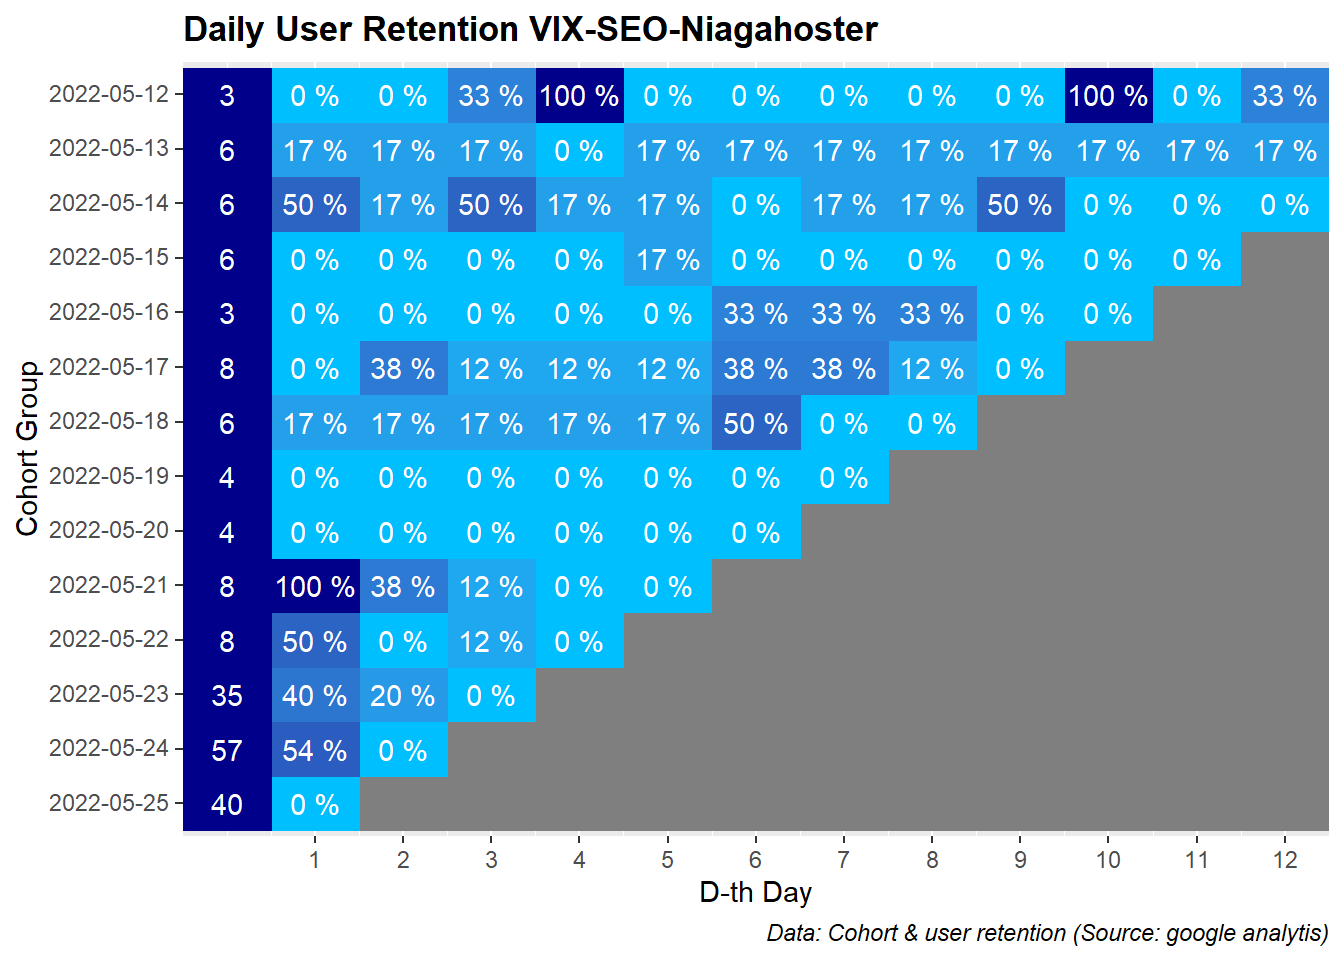 Daily User Retention VIX-SEO-Niagahoster
Cohort Group
2022-05-12 3 0 % 0 % 33 % 100 % 0 % 0 % 0 % 0 % 0 % 100 % 0 % 33 %
2022-05-13 6 17 % 17 % 17 % 0 % 17 % 17 % 17 % 17 % 17 % 17 % 17 % 17 %
2022-05-14 6 50 % 17 % 50 % 17 % 17 % 0 % 17 % 17 % 50 % 0 % 0 % 0 %
2022-05-15 6 0 % 0 % 0 % 0 % 17 % 0 % 0 % 0 % 0 % 0 % 0 %
2022-05-16 3 0 % 0 % 0 % 0 % 0 % 33 % 33 % 33 % 0 % 0 %
2022-05-17 8 0 % 38 % 12 % 12 % 12 % 38 % 38 % 12 % 0 %
2022-05-18 6 17 % 17 % 17 % 17 % 17 % 50 % 0 % 0 %
2022-05-19 4 0 % 0 % 0 % 0 % 0 % 0 % 0 %
2022-05-20 4 0 % 0 % 0 % 0 % 0 % 0 %
2022-05-21 8 100 % 38 % 12 % 0 % 0 %
2022-05-22 8 50 % 0 % 12 % 0 %
2022-05-23 35 40 % 20 % 0 %
2022-05-24 57 54 % 0 %
2022-05-25 40 0 %
1 2 3 4 5 6 7 8 9 10 11 12
D-th Day
Data: Cohort & user retention (Source: google analytis)